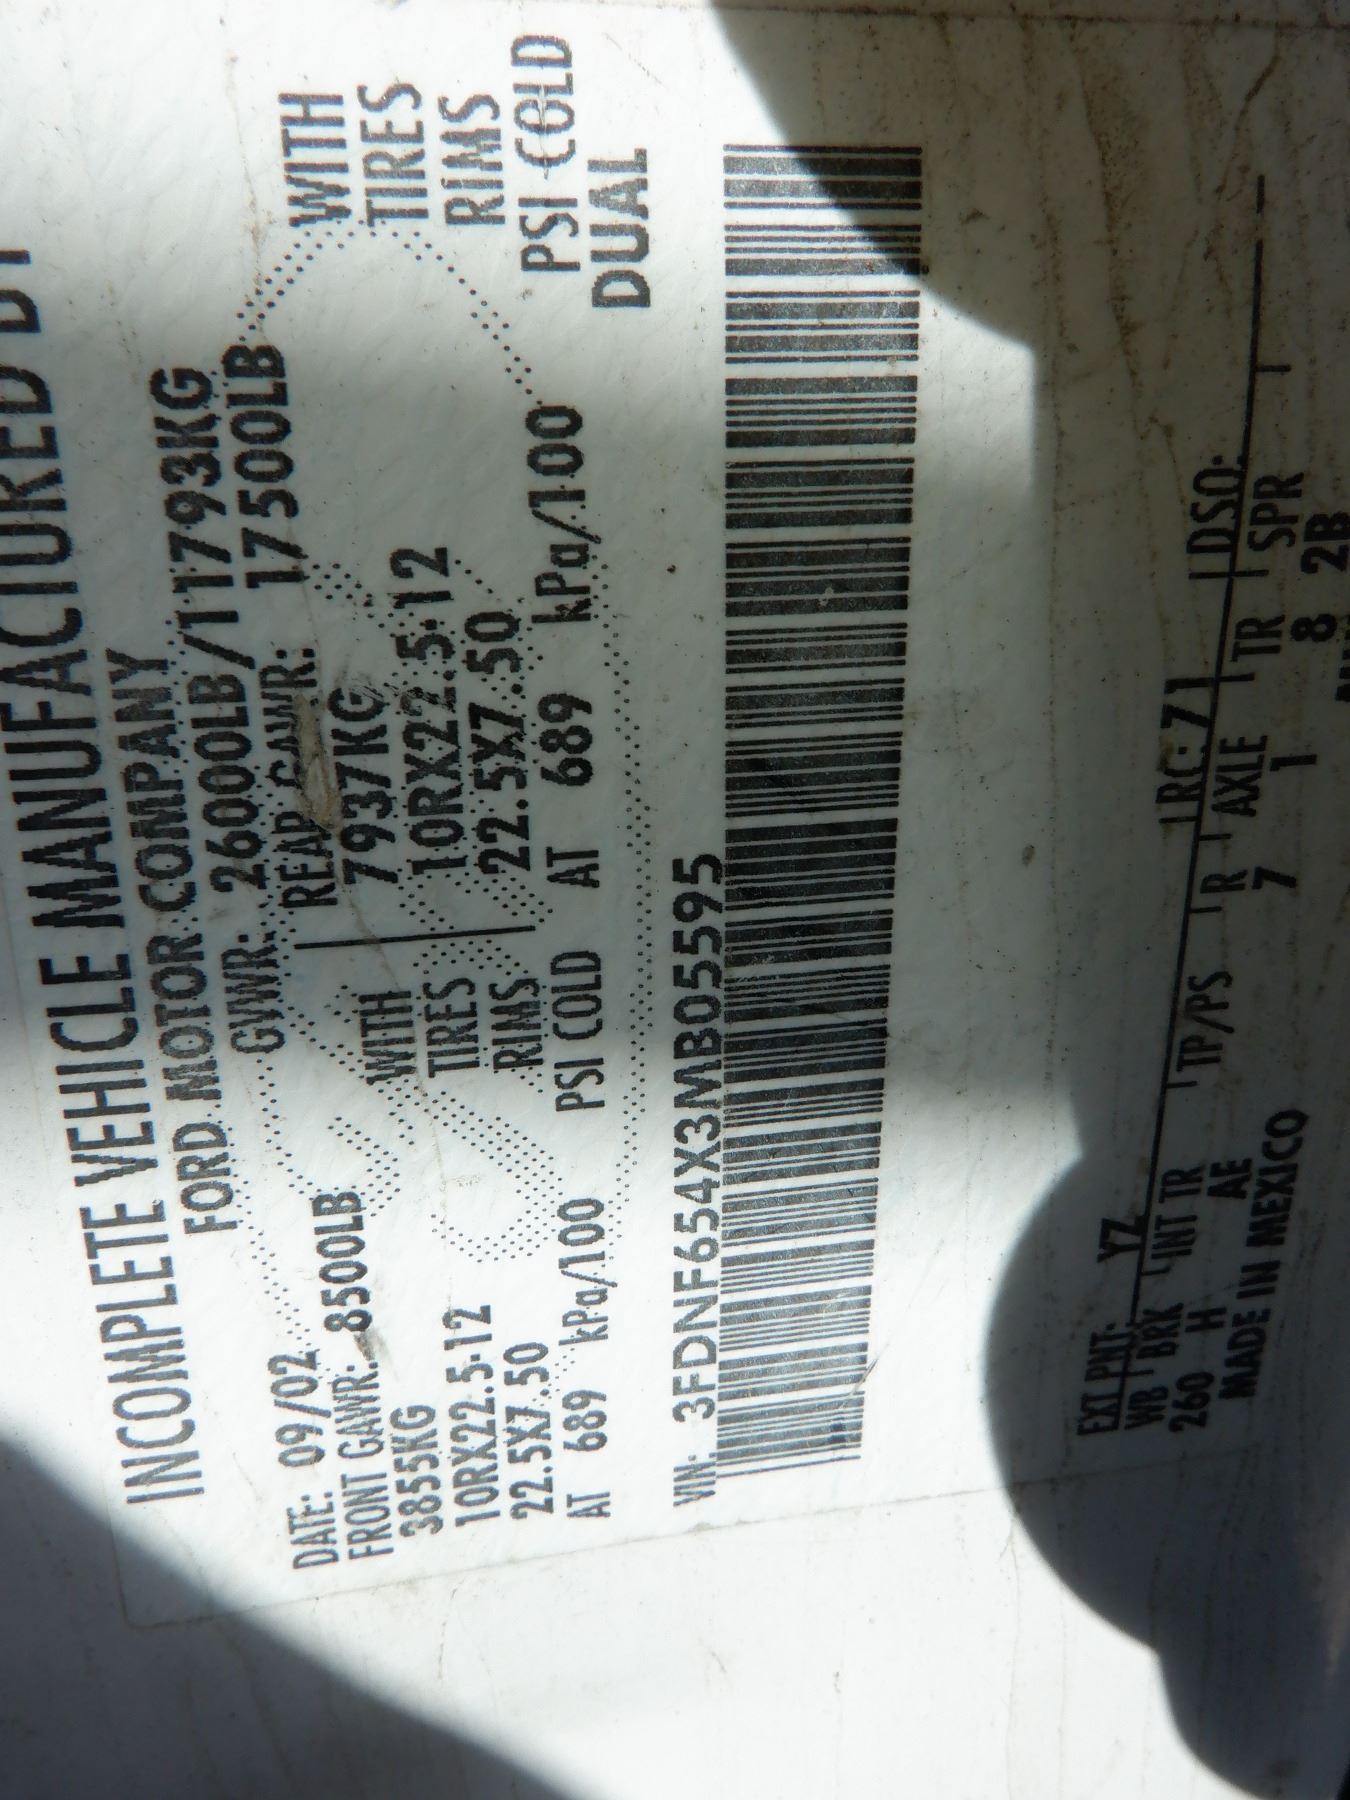 INCOMPLETE VEHICLE MANUFACTURED BY
FORD MOTOR COMPANY
DATE: 09/02 GVWR: 26000LB/11793KG
FRONT GAWR: 8500LB REAR GAWR: 17500LB
3855KG WITH 7937KG WITH
10RX22.5-12 TIRES 10RX22.5-12 TIRES
22.5X7.50 RIMS 22.5X7.50 RIMS
AT 689 kPa/100 PSI COLD AT 689 kPa/100 PSI COLD
DUAL
VIN: 3FDNF654X3MB05595
EXT PNT: YZ RC: Z1 DSO:
WB BRK INT TR TP/PS R AXLE TR SPR
260 H AE 7 1 8 2B
MADE IN MEXICO